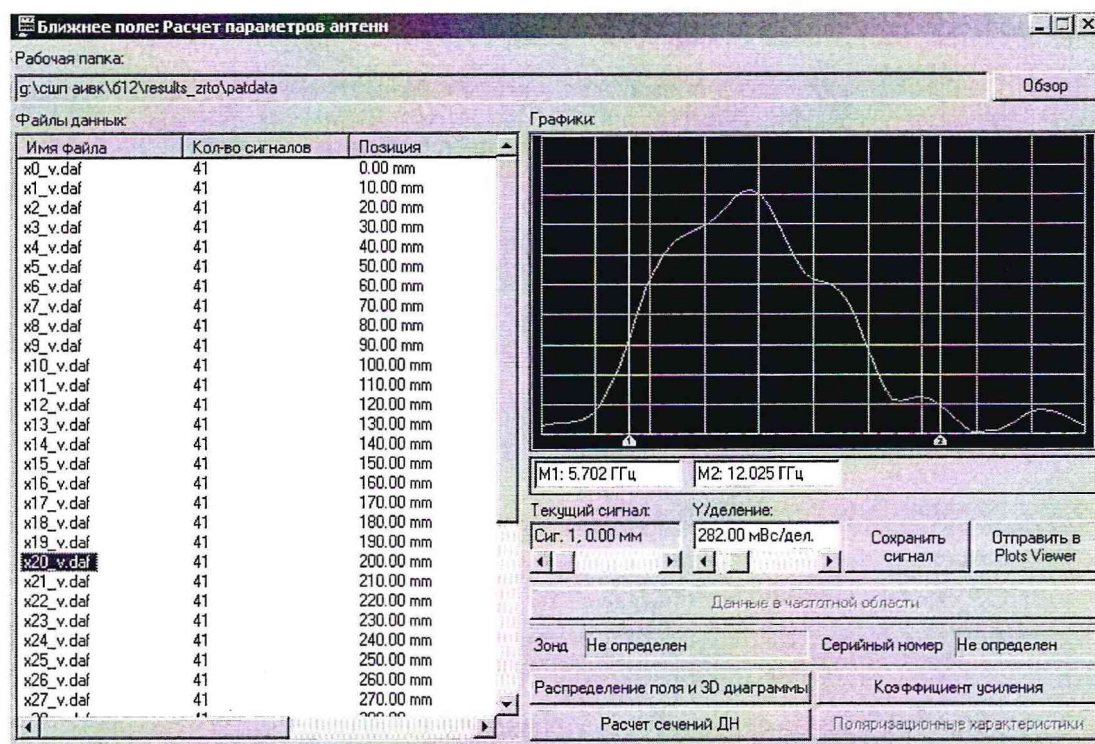 Ближнее поле: Расчет параметров антенн
Рабочая папка:
g:\сшп аивк\612\results_zrto\patdata
Обзор
Файлы данных:
Имя файла Кол-во сигналов Позиция
x0_v.daf 41 0.00 mm
x1_v.daf 41 10.00 mm
x2_v.daf 41 20.00 mm
x3_v.daf 41 30.00 mm
x4_v.daf 41 40.00 mm
x5_v.daf 41 50.00 mm
x6_v.daf 41 60.00 mm
x7_v.daf 41 70.00 mm
x8_v.daf 41 80.00 mm
x9_v.daf 41 90.00 mm
x10_v.daf 41 100.00 mm
x11_v.daf 41 110.00 mm
x12_v.daf 41 120.00 mm
x13_v.daf 41 130.00 mm
x14_v.daf 41 140.00 mm
x15_v.daf 41 150.00 mm
x16_v.daf 41 160.00 mm
x17_v.daf 41 170.00 mm
x18_v.daf 41 180.00 mm
x19_v.daf 41 190.00 mm
x20_v.daf 41 200.00 mm
x21_v.daf 41 210.00 mm
x22_v.daf 41 220.00 mm
x23_v.daf 41 230.00 mm
x24_v.daf 41 240.00 mm
x25_v.daf 41 250.00 mm
x26_v.daf 41 260.00 mm
x27_v.daf 41 270.00 mm
Графики:
1 2
M1: 5.702 ГГц M2: 12.025 ГГц
Текущий сигнал: Y/деление:
Сиг. 1, 0.00 мм 282.00 мВс/дел.
Сохранить сигнал
Отправить в Plots Viewer
Данные в частотной области
Зонд Не определен Серийный номер Не определен
Распределение поля и 3D диаграммы Коэффициент усиления
Расчет сечений ДН Поляризационные характеристики